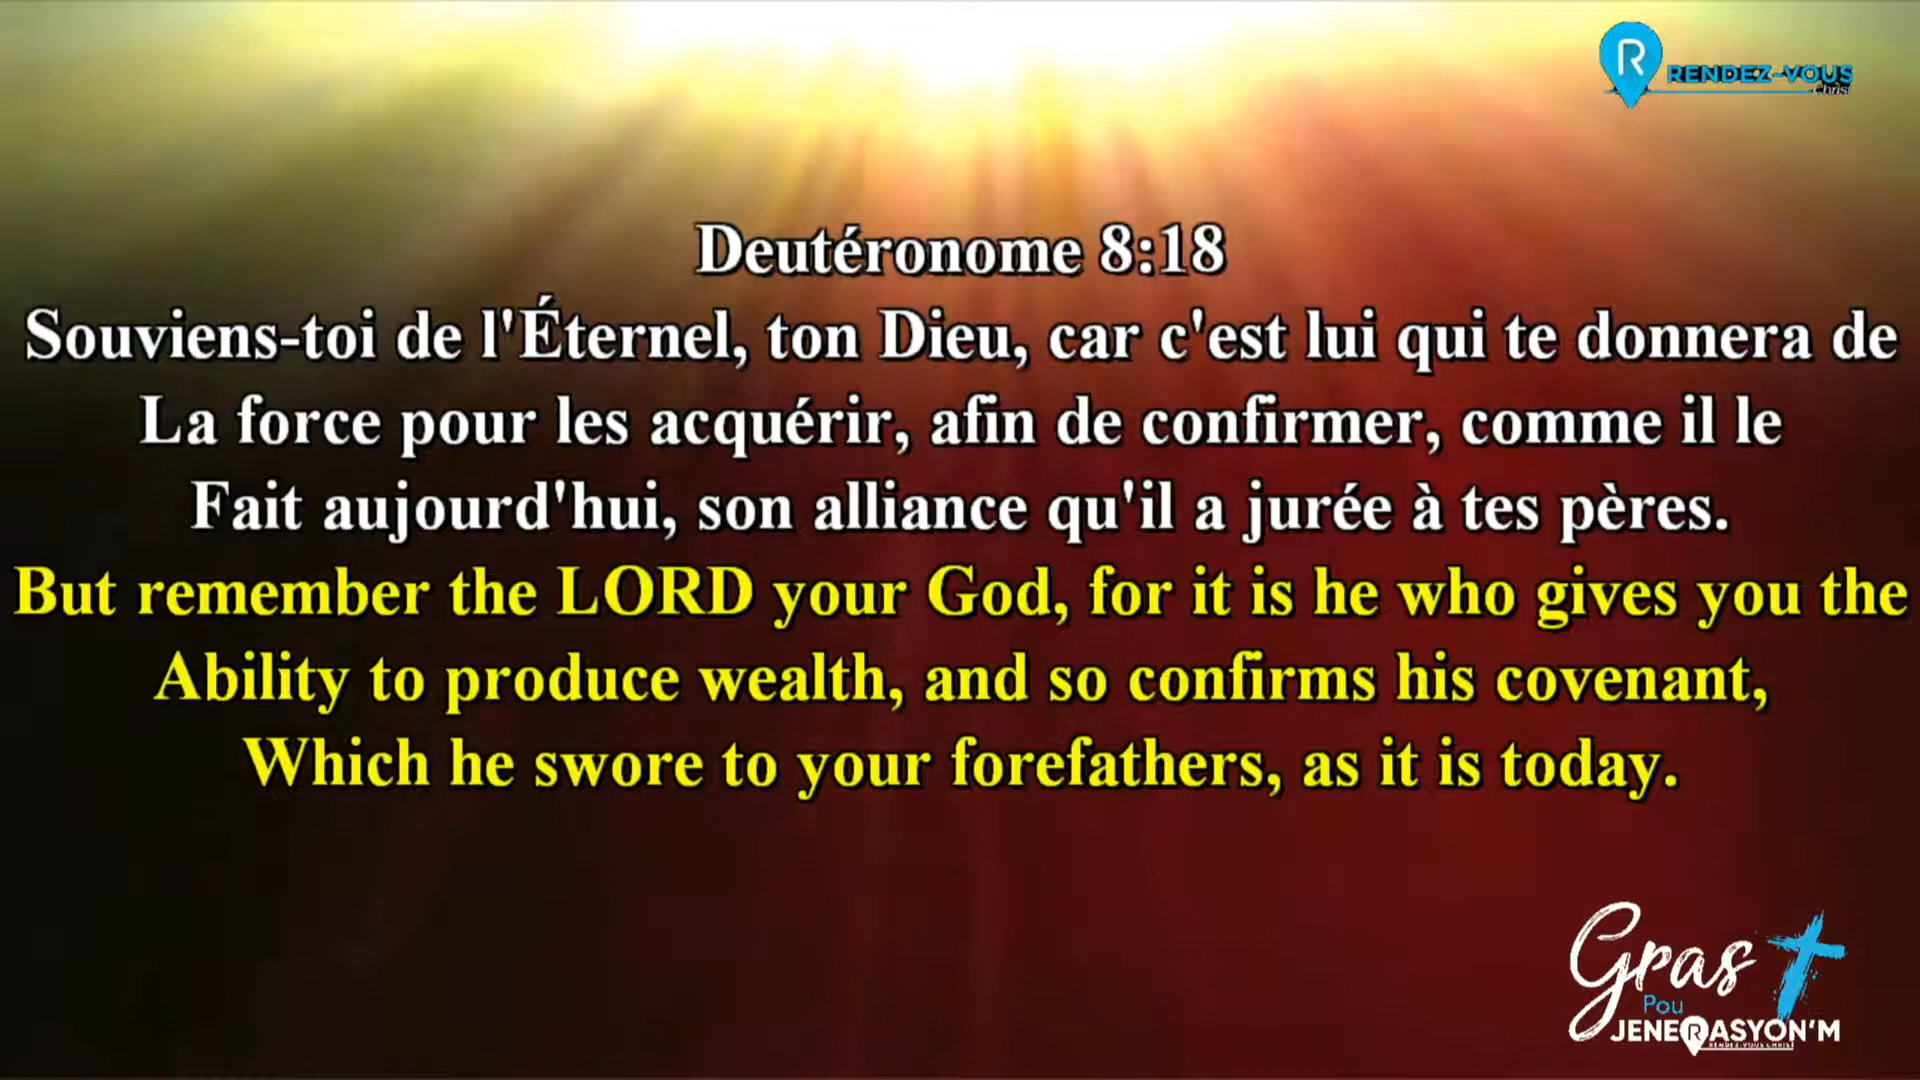 RENDEZ-VOUS
Christ
Deutéronome 8:18
Souviens-toi de l'Éternel, ton Dieu, car c'est lui qui te donnera de
La force pour les acquérir, afin de confirmer, comme il le
Fait aujourd'hui, son alliance qu'il a jurée à tes pères.
But remember the LORD your God, for it is he who gives you the
Ability to produce wealth, and so confirms his covenant,
Which he swore to your forefathers, as it is today.
Gras
Pou
JENERASYON'M
RENDEZ-VOUS CHRIST